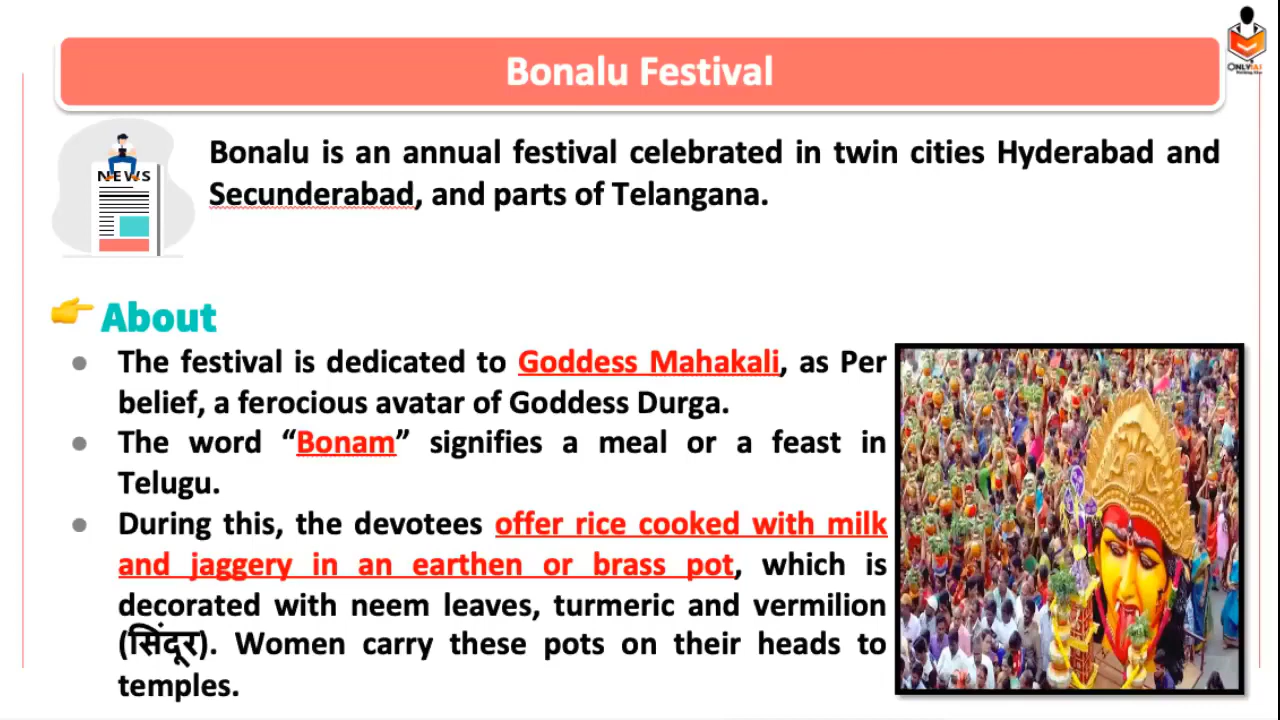 Bonalu Festival
ONLYIAS
NEWS
Bonalu is an annual festival celebrated in twin cities Hyderabad and
Secunderabad, and parts of Telangana.
About
The festival is dedicated to Goddess Mahakali, as Per
belief, a ferocious avatar of Goddess Durga.
The word “Bonam” signifies a meal or a feast in
Telugu.
During this, the devotees offer rice cooked with milk
and jaggery in an earthen or brass pot, which is
decorated with neem leaves, turmeric and vermilion
(सिंदूर). Women carry these pots on their heads to
temples.